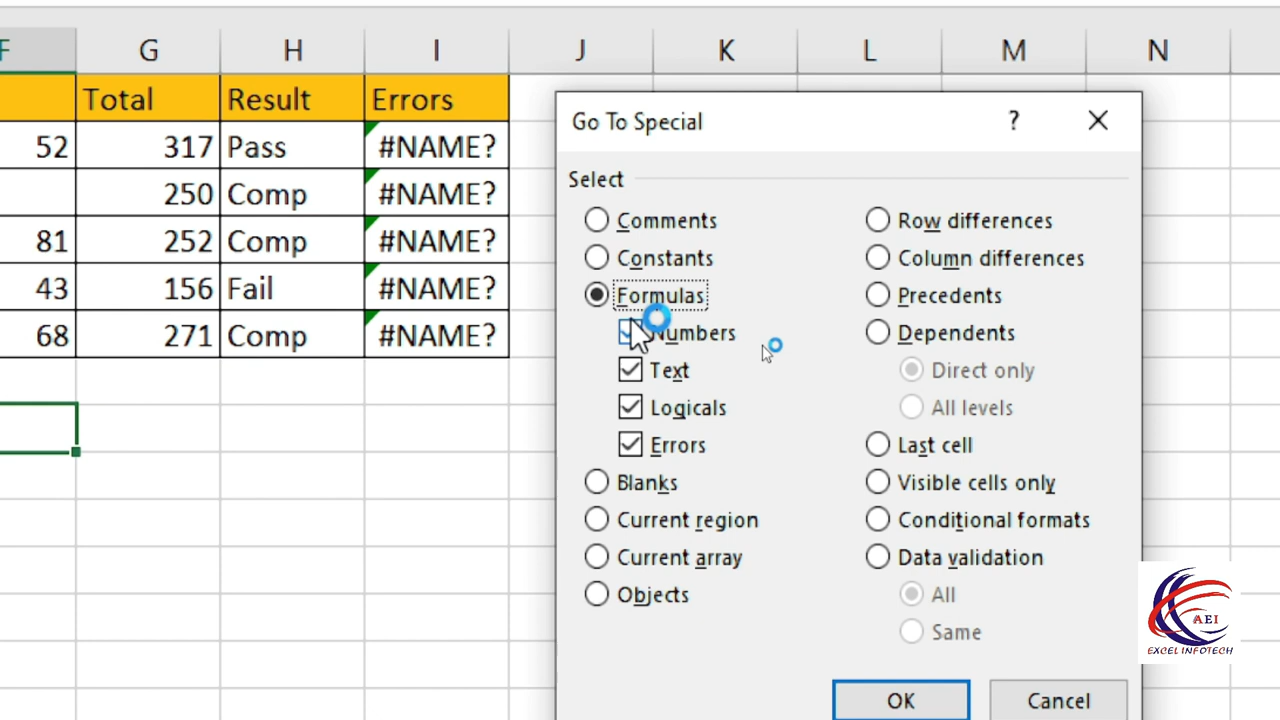 F G H I J K L M N
Total Result Errors
52 317 Pass #NAME?
250 Comp #NAME?
81 252 Comp #NAME?
43 156 Fail #NAME?
68 271 Comp #NAME?
Go To Special ?
Select
Comments
Constants
Formulas
Numbers
Text
Logicals
Errors
Blanks
Current region
Current array
Objects
Row differences
Column differences
Precedents
Dependents
Direct only
All levels
Last cell
Visible cells only
Conditional formats
Data validation
All
Same
OK Cancel
AEI
EXCEL INFOTECH